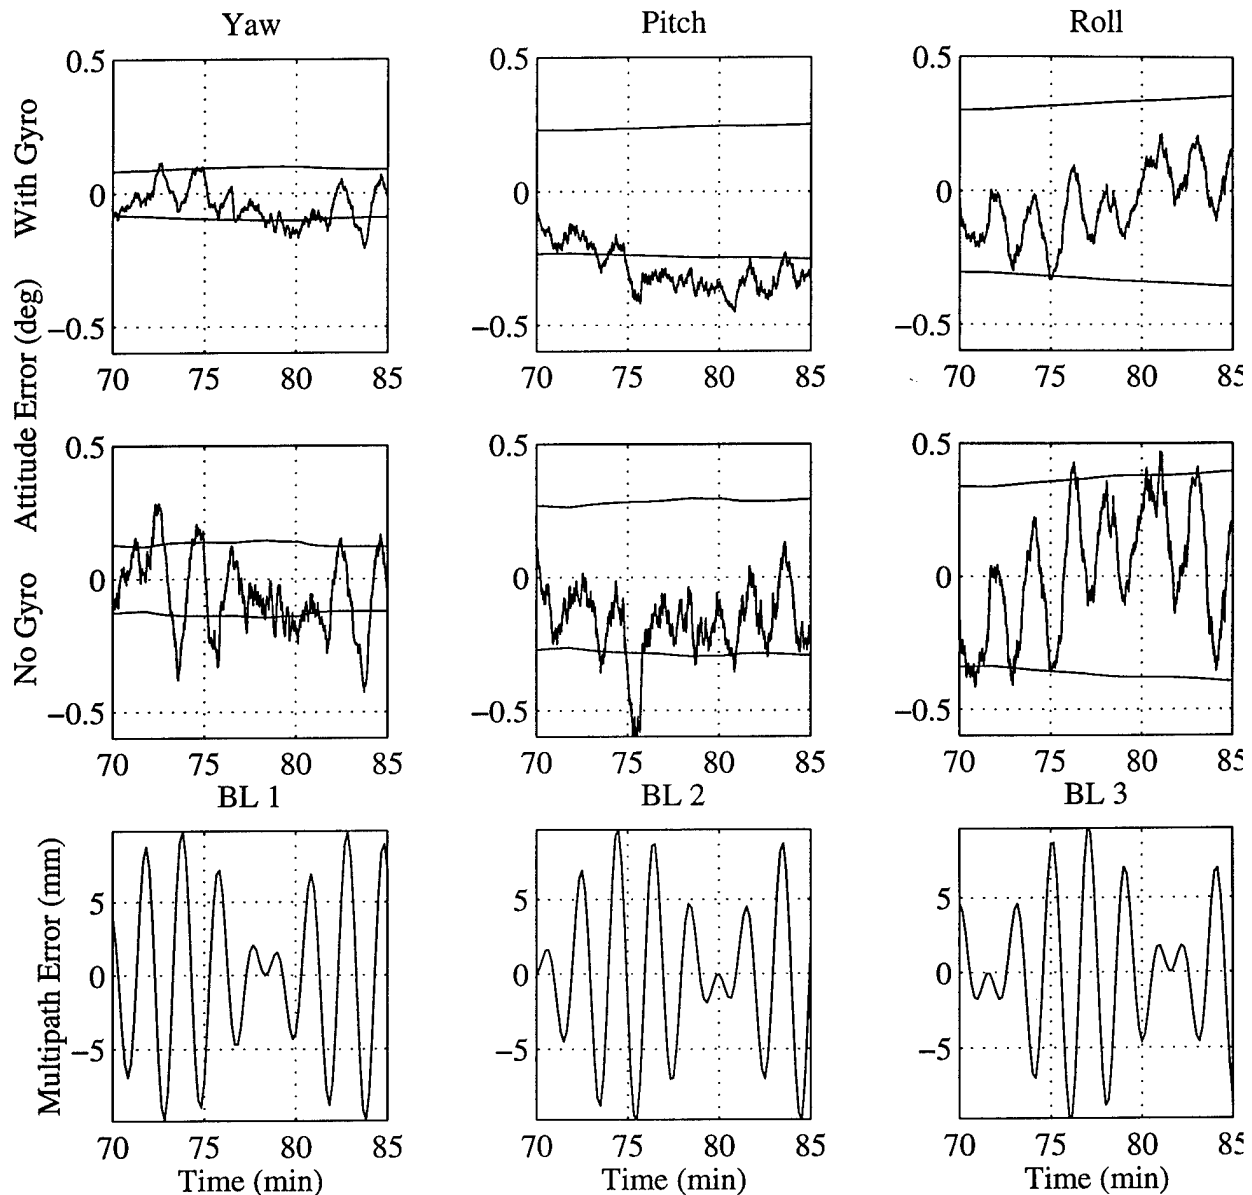 Yaw
Pitch
Roll
With Gyro
Attitude Error (deg)
No Gyro
Multipath Error (mm)
0.5
0
−0.5
70 75 80 85
0.5
0
−0.5
70 75 80 85
0.5
0
−0.5
70 75 80 85
0.5
0
−0.5
70 75 80 85
0.5
0
−0.5
70 75 80 85
0.5
0
−0.5
70 75 80 85
BL 1
BL 2
BL 3
5
0
−5
70 75 80 85
Time (min)
5
0
−5
70 75 80 85
Time (min)
5
0
−5
70 75 80 85
Time (min)